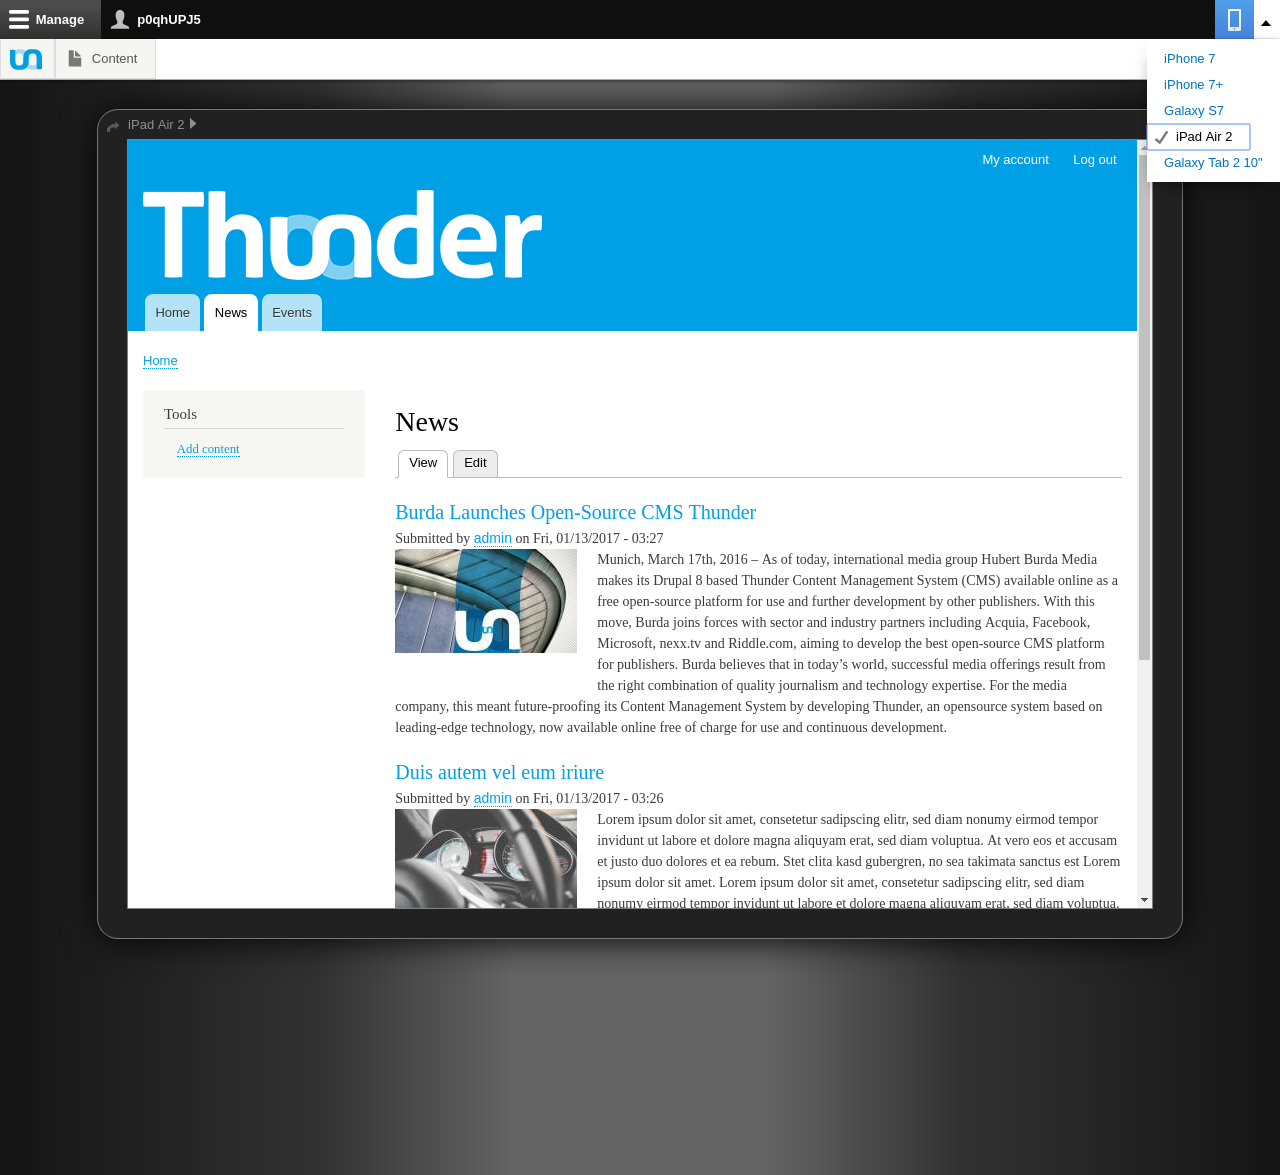 Manage
p0qhUPJ5
Content
iPhone 7
iPhone 7+
Galaxy S7
iPad Air 2
Galaxy Tab 2 10"
iPad Air 2
My account
Log out
Thunder
Home
News
Events
Home
Tools
Add content
News
View
Edit
Burda Launches Open-Source CMS Thunder
Submitted by admin on Fri, 01/13/2017 - 03:27
Munich, March 17th, 2016 – As of today, international media group Hubert Burda Media
makes its Drupal 8 based Thunder Content Management System (CMS) available online as a
free open-source platform for use and further development by other publishers. With this
move, Burda joins forces with sector and industry partners including Acquia, Facebook,
Microsoft, nexx.tv and Riddle.com, aiming to develop the best open-source CMS platform
for publishers. Burda believes that in today’s world, successful media offerings result from
the right combination of quality journalism and technology expertise. For the media
company, this meant future-proofing its Content Management System by developing Thunder, an opensource system based on
leading-edge technology, now available online free of charge for use and continuous development.
Duis autem vel eum iriure
Submitted by admin on Fri, 01/13/2017 - 03:26
Lorem ipsum dolor sit amet, consetetur sadipscing elitr, sed diam nonumy eirmod tempor
invidunt ut labore et dolore magna aliquyam erat, sed diam voluptua. At vero eos et accusam
et justo duo dolores et ea rebum. Stet clita kasd gubergren, no sea takimata sanctus est Lorem
ipsum dolor sit amet. Lorem ipsum dolor sit amet, consetetur sadipscing elitr, sed diam
nonumy eirmod tempor invidunt ut labore et dolore magna aliquyam erat, sed diam voluptua.